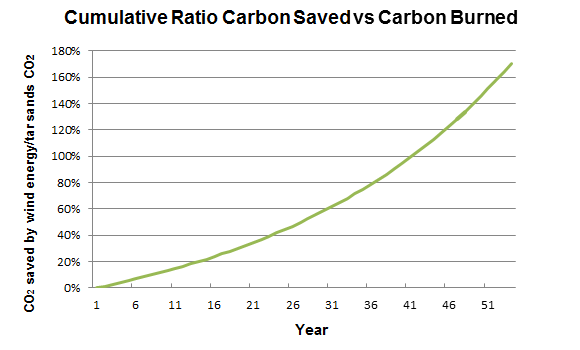 Cumulative Ratio Carbon Saved vs Carbon Burned
CO2 saved by wind energy/tar sands CO2
180%
160%
140%
120%
100%
80%
60%
40%
20%
0%
1 6 11 16 21 26 31 36 41 46 51
Year